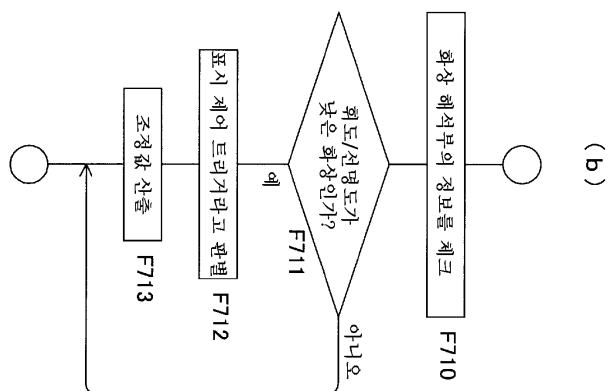 (b)
화상 해석부의 정보를 체크
F710
휘도/선명도가
낮은 화상인가?
F711
아니요
예
표시 제어 트리거라고 판별
F712
조정값 산출
F713